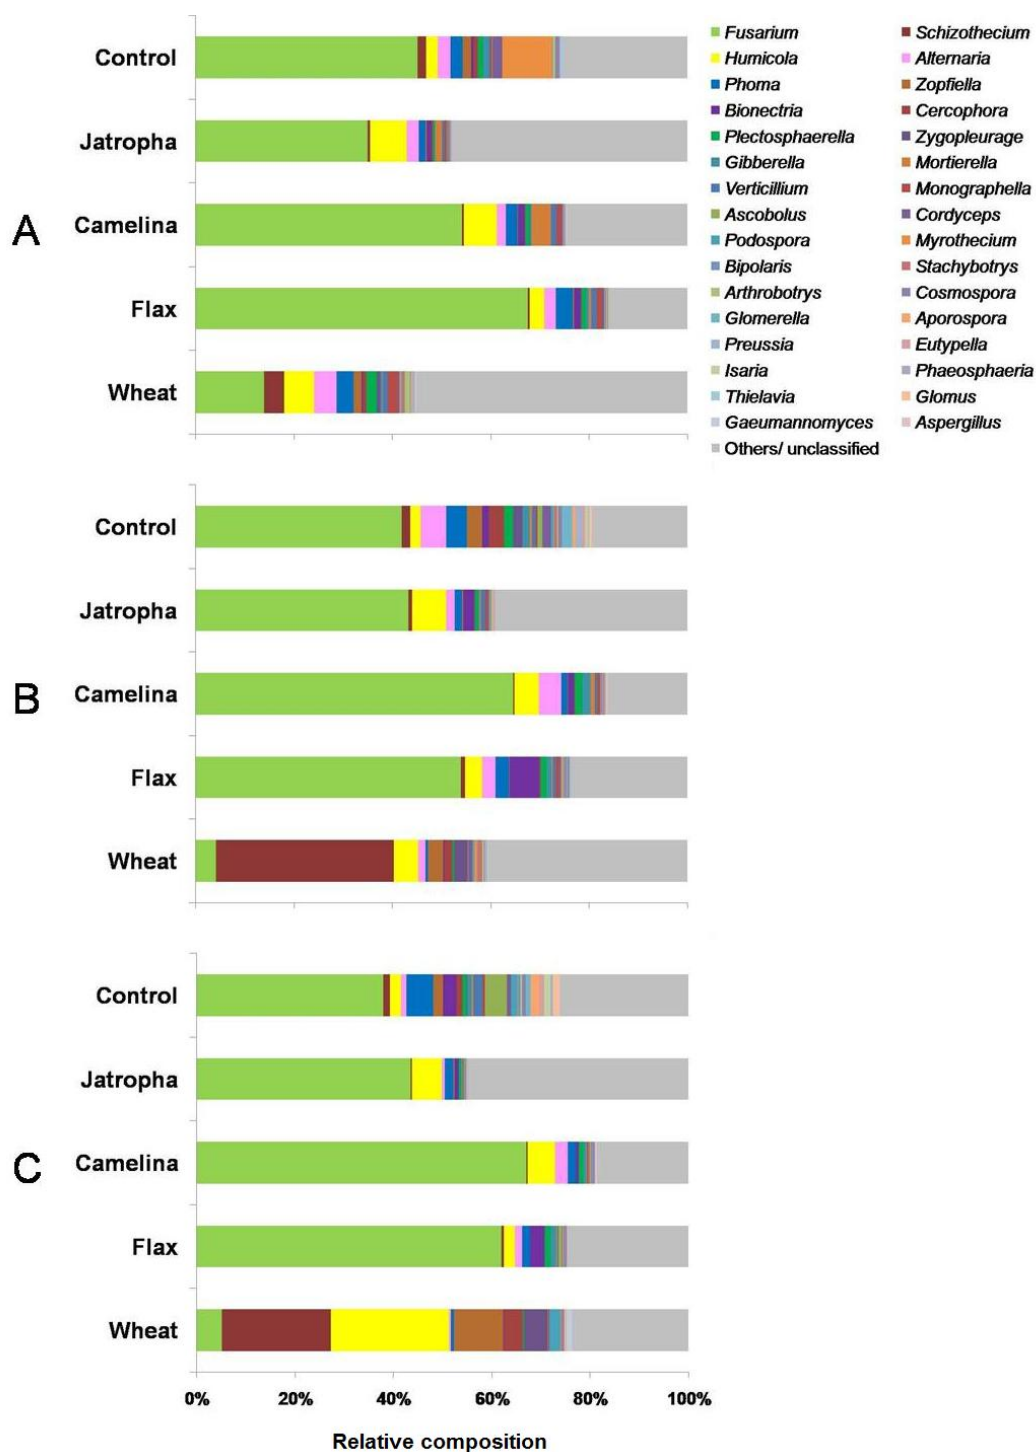 A
Control
Jatropha
Camelina
Flax
Wheat
Fusarium Schizothecium
Humicola Alternaria
Phoma Zopfiella
Bionectria Cercophora
Plectosphaerella Zygopleurage
Gibberella Mortierella
Verticillium Monographella
Ascobolus Cordyceps
Podospora Myrothecium
Bipolaris Stachybotrys
Arthrobotrys Cosmospora
Glomerella Aporospora
Preussia Eutypella
Isaria Phaeosphaeria
Thielavia Glomus
Gaeumannomyces Aspergillus
Others/ unclassified
B
Control
Jatropha
Camelina
Flax
Wheat
C
Control
Jatropha
Camelina
Flax
Wheat
0% 20% 40% 60% 80% 100%
Relative composition